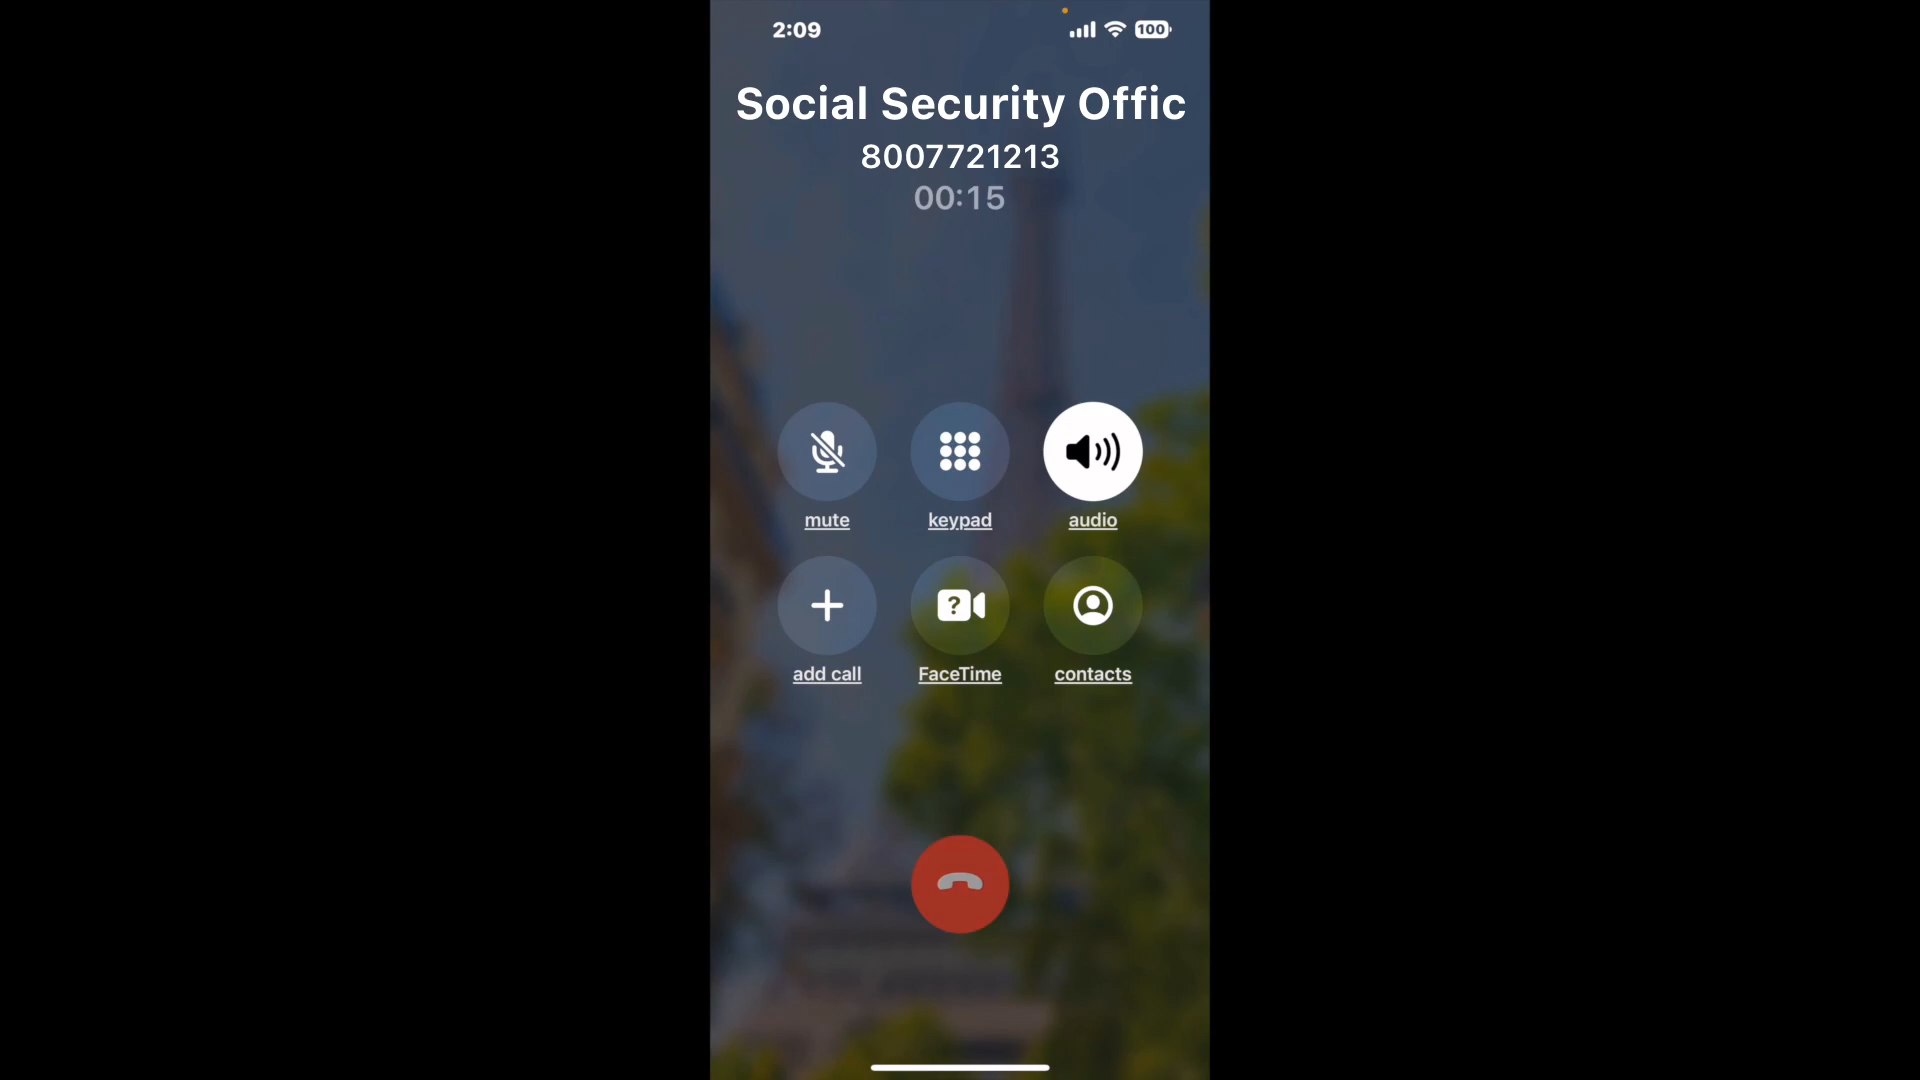 2:09
100
Social Security Offic
8007721213
00:15
mute
keypad
audio
?
add call
FaceTime
contacts